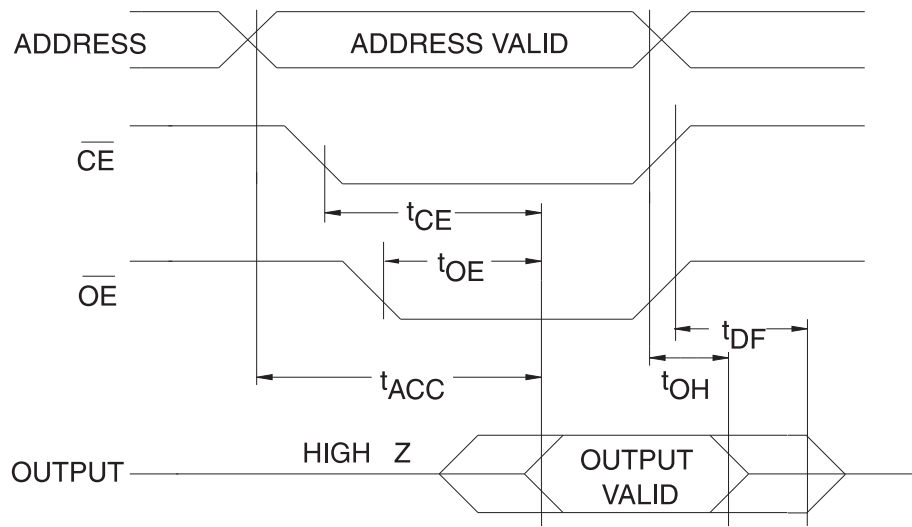 ADDRESS
ADDRESS VALID
CE
tCE
OE
tOE
tDF
tACC
tOH
OUTPUT
HIGH Z
OUTPUT
VALID